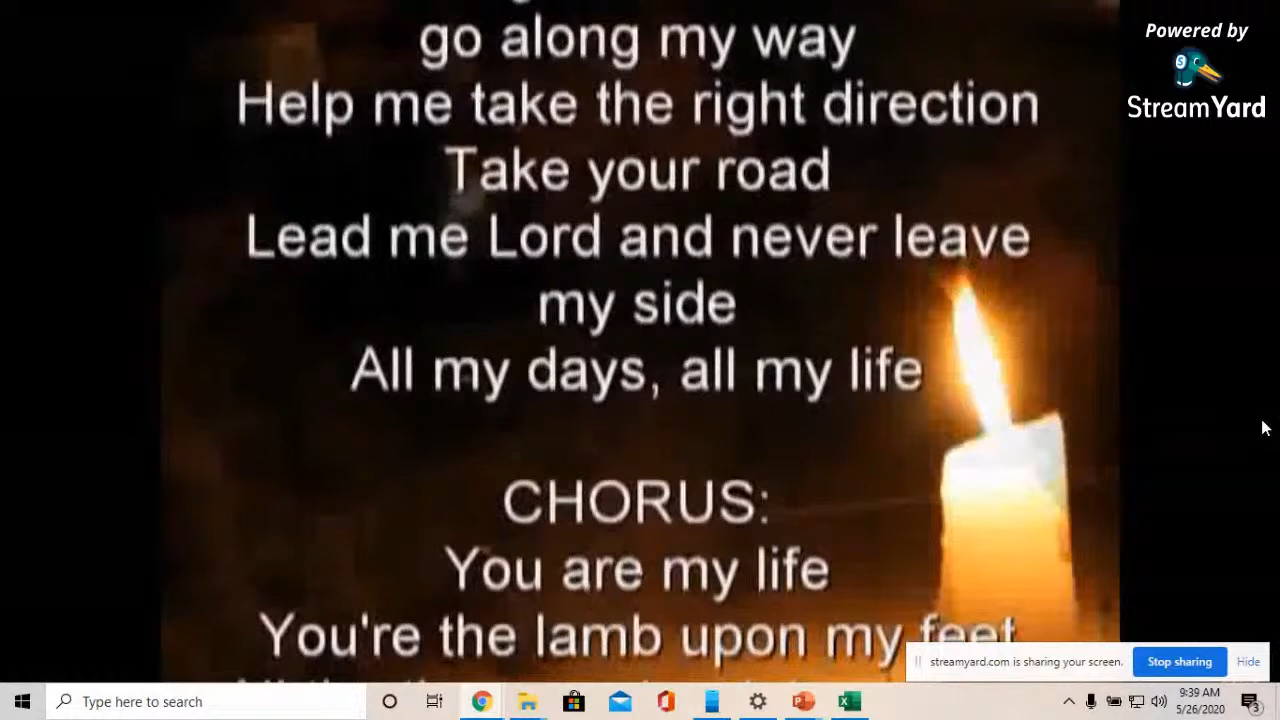 go along my way
Help me take the right direction
Take your road
Lead me Lord and never leave
my side
All my days, all my life
CHORUS:
You are my life
You're the lamb upon my feet
Powered by
StreamYard
streamyard.com is sharing your screen.
Stop sharing
Hide
Type here to search
9:39 AM
5/26/2020
3